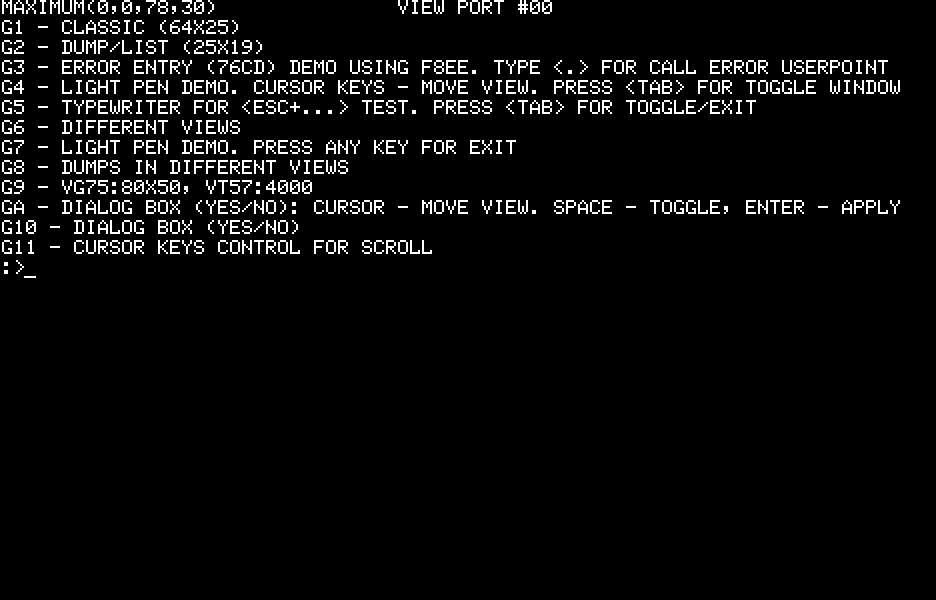 MAXIMUM(0,0,78,30) VIEW PORT #00
G1 - CLASSIC (64X25)
G2 - DUMP/LIST (25X19)
G3 - ERROR ENTRY (76CD) DEMO USING F8EE. TYPE <.> FOR CALL ERROR USERPOINT
G4 - LIGHT PEN DEMO. CURSOR KEYS - MOVE VIEW. PRESS <TAB> FOR TOGGLE WINDOW
G5 - TYPEWRITER FOR <ESC+...> TEST. PRESS <TAB> FOR TOGGLE/EXIT
G6 - DIFFERENT VIEWS
G7 - LIGHT PEN DEMO. PRESS ANY KEY FOR EXIT
G8 - DUMPS IN DIFFERENT VIEWS
G9 - VG75:80X50, VT57:4000
GA - DIALOG BOX (YES/NO): CURSOR - MOVE VIEW. SPACE - TOGGLE, ENTER - APPLY
G10 - DIALOG BOX (YES/NO)
G11 - CURSOR KEYS CONTROL FOR SCROLL
:>_